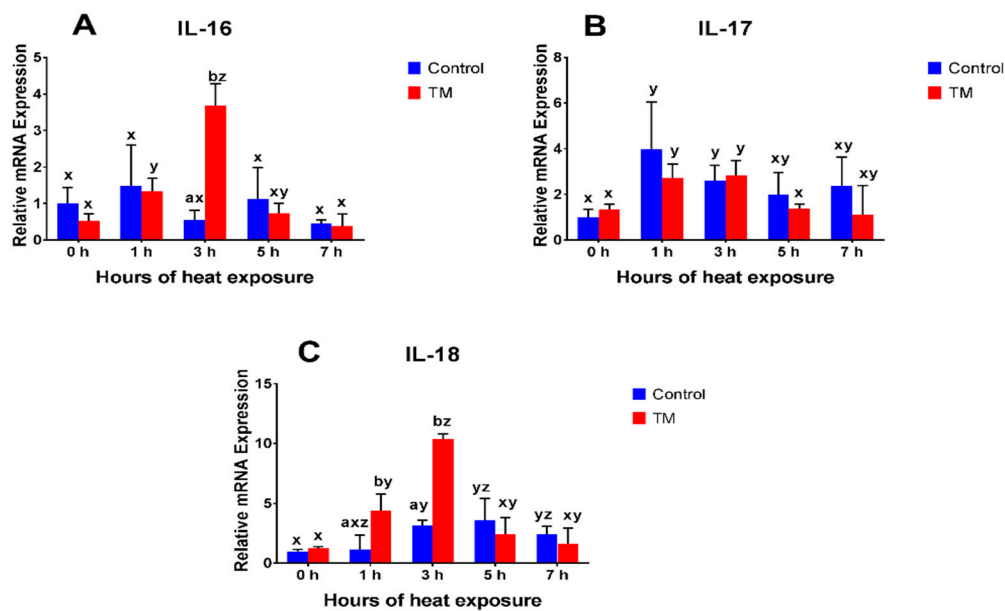 A
IL-16
Relative mRNA Expression
5
4
3
2
1
0
x
x
x
y
ax
bz
x
xy
x
x
0 h 1 h 3 h 5 h 7 h
Hours of heat exposure
Control
TM
B
IL-17
Relative mRNA Expression
8
6
4
2
0
x
x
y
y
y
y
xy
x
xy
xy
0 h 1 h 3 h 5 h 7 h
Hours of heat exposure
Control
TM
C
IL-18
Relative mRNA Expression
15
10
5
0
x
x
axz
by
ay
bz
yz
xy
yz
xy
0 h 1 h 3 h 5 h 7 h
Hours of heat exposure
Control
TM